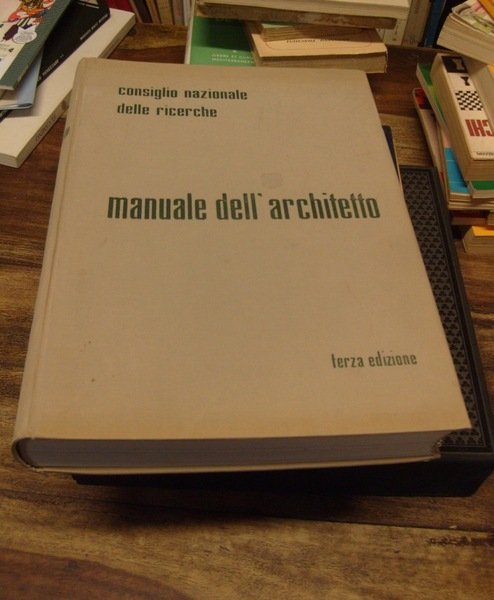 consiglio nazionale
delle ricerche
manuale dell'architetto
terza edizione